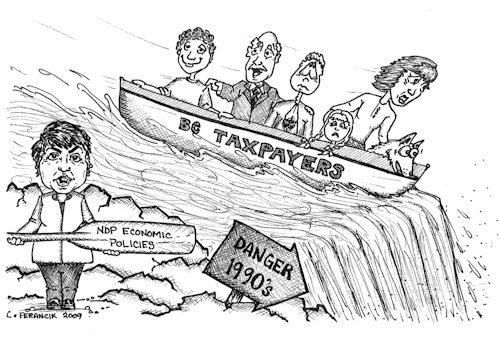 BC TAXPAYERS
NDP ECONOMIC
POLICIES
DANGER
1990's
C. FERANCIK 2009